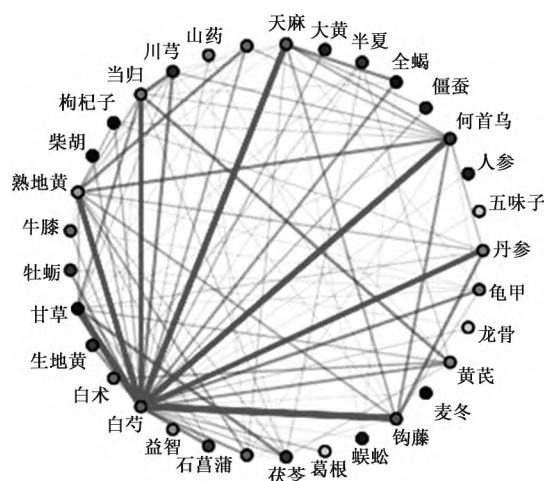 天麻
大黄
半夏
全蝎
僵蚕
何首乌
人参
五味子
丹参
龟甲
龙骨
黄芪
麦冬
钩藤
蜈蚣
葛根
茯苓
石菖蒲
益智
白芍
白术
生地黄
甘草
牡蛎
牛膝
熟地黄
柴胡
枸杞子
当归
川芎
山药